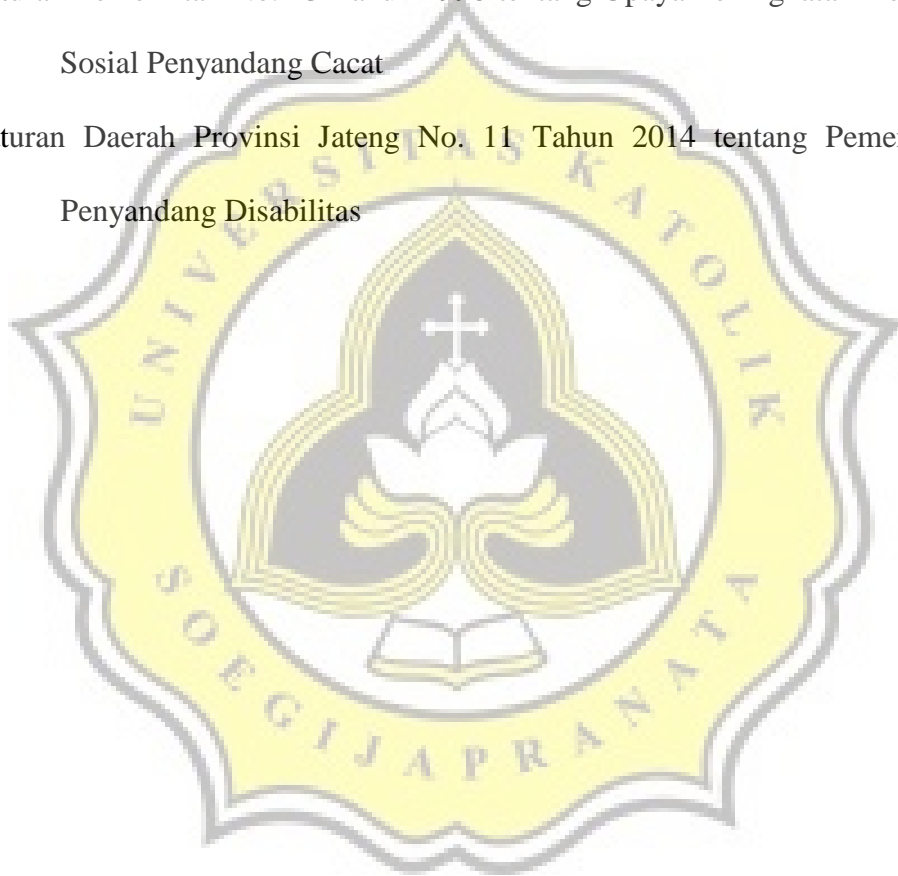 Sosial Penyandang Cacat
turan Daerah Provinsi Jateng No. 11 Tahun 2014 tentang Peme
Penyandang Disabilitas
UNIVERSITAS KATOLIK
SOEGIJAPRANATA